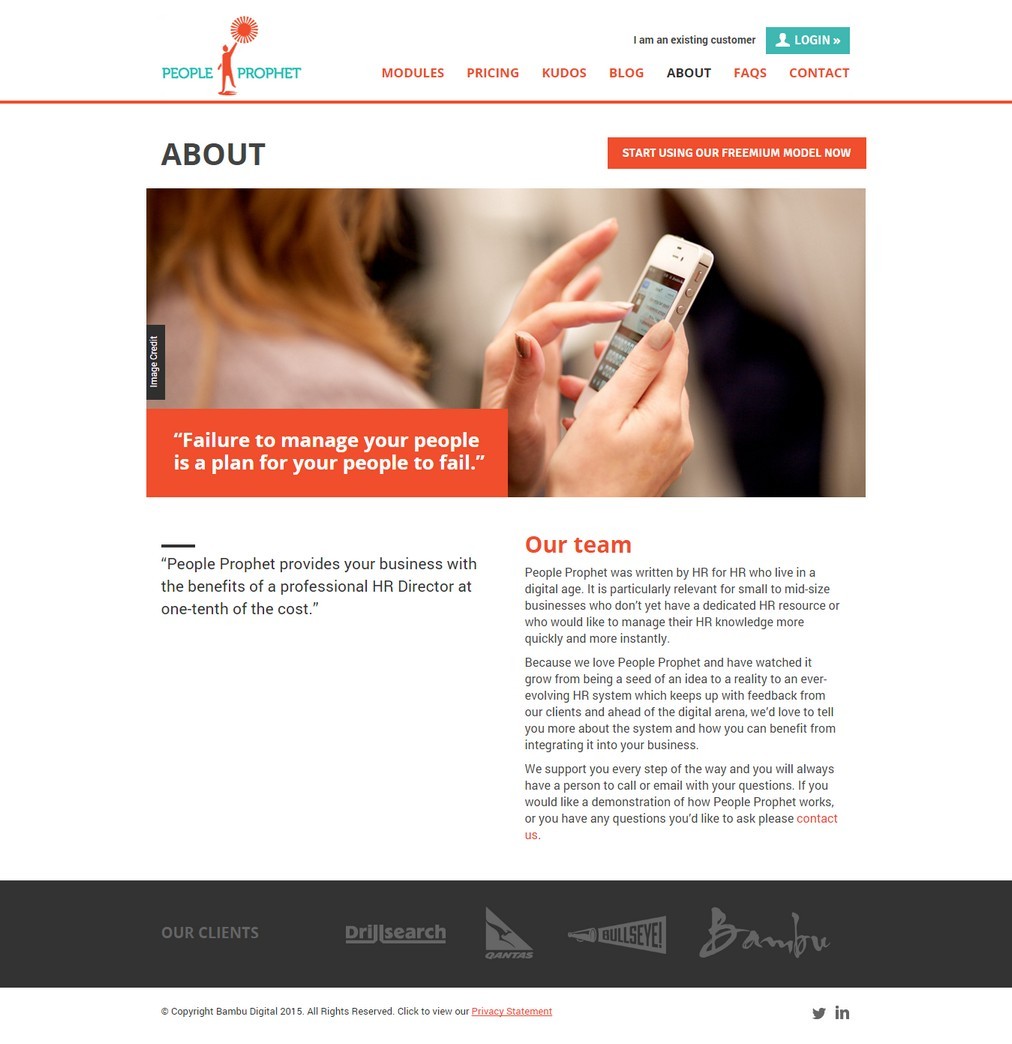 I am an existing customer
LOGIN »
PEOPLE PROPHET
MODULES PRICING KUDOS BLOG ABOUT FAQS CONTACT
ABOUT
START USING OUR FREEMIUM MODEL NOW
Image Credit
“Failure to manage your people
is a plan for your people to fail.”
“People Prophet provides your business with
the benefits of a professional HR Director at
one-tenth of the cost.”
Our team
People Prophet was written by HR for HR who live in a
digital age. It is particularly relevant for small to mid-size
businesses who don’t yet have a dedicated HR resource or
who would like to manage their HR knowledge more
quickly and more instantly.
Because we love People Prophet and have watched it
grow from being a seed of an idea to a reality to an ever-
evolving HR system which keeps up with feedback from
our clients and ahead of the digital arena, we’d love to tell
you more about the system and how you can benefit from
integrating it into your business.
We support you every step of the way and you will always
have a person to call or email with your questions. If you
would like a demonstration of how People Prophet works,
or you have any questions you’d like to ask please contact
us.
OUR CLIENTS
Drillsearch
QANTAS
BULLSEYE!
Bambu
© Copyright Bambu Digital 2015. All Rights Reserved. Click to view our Privacy Statement
in